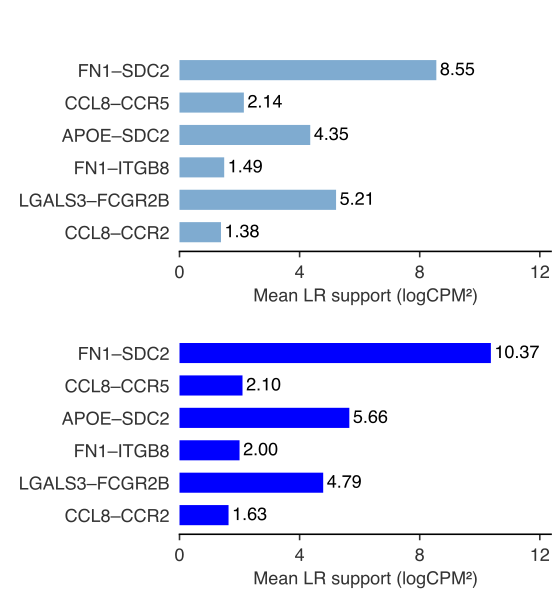 FN1–SDC2 8.55
CCL8–CCR5 2.14
APOE–SDC2 4.35
FN1–ITGB8 1.49
LGALS3–FCGR2B 5.21
CCL8–CCR2 1.38
0 4 8 12
Mean LR support (logCPM²)
FN1–SDC2 10.37
CCL8–CCR5 2.10
APOE–SDC2 5.66
FN1–ITGB8 2.00
LGALS3–FCGR2B 4.79
CCL8–CCR2 1.63
0 4 8 12
Mean LR support (logCPM²)